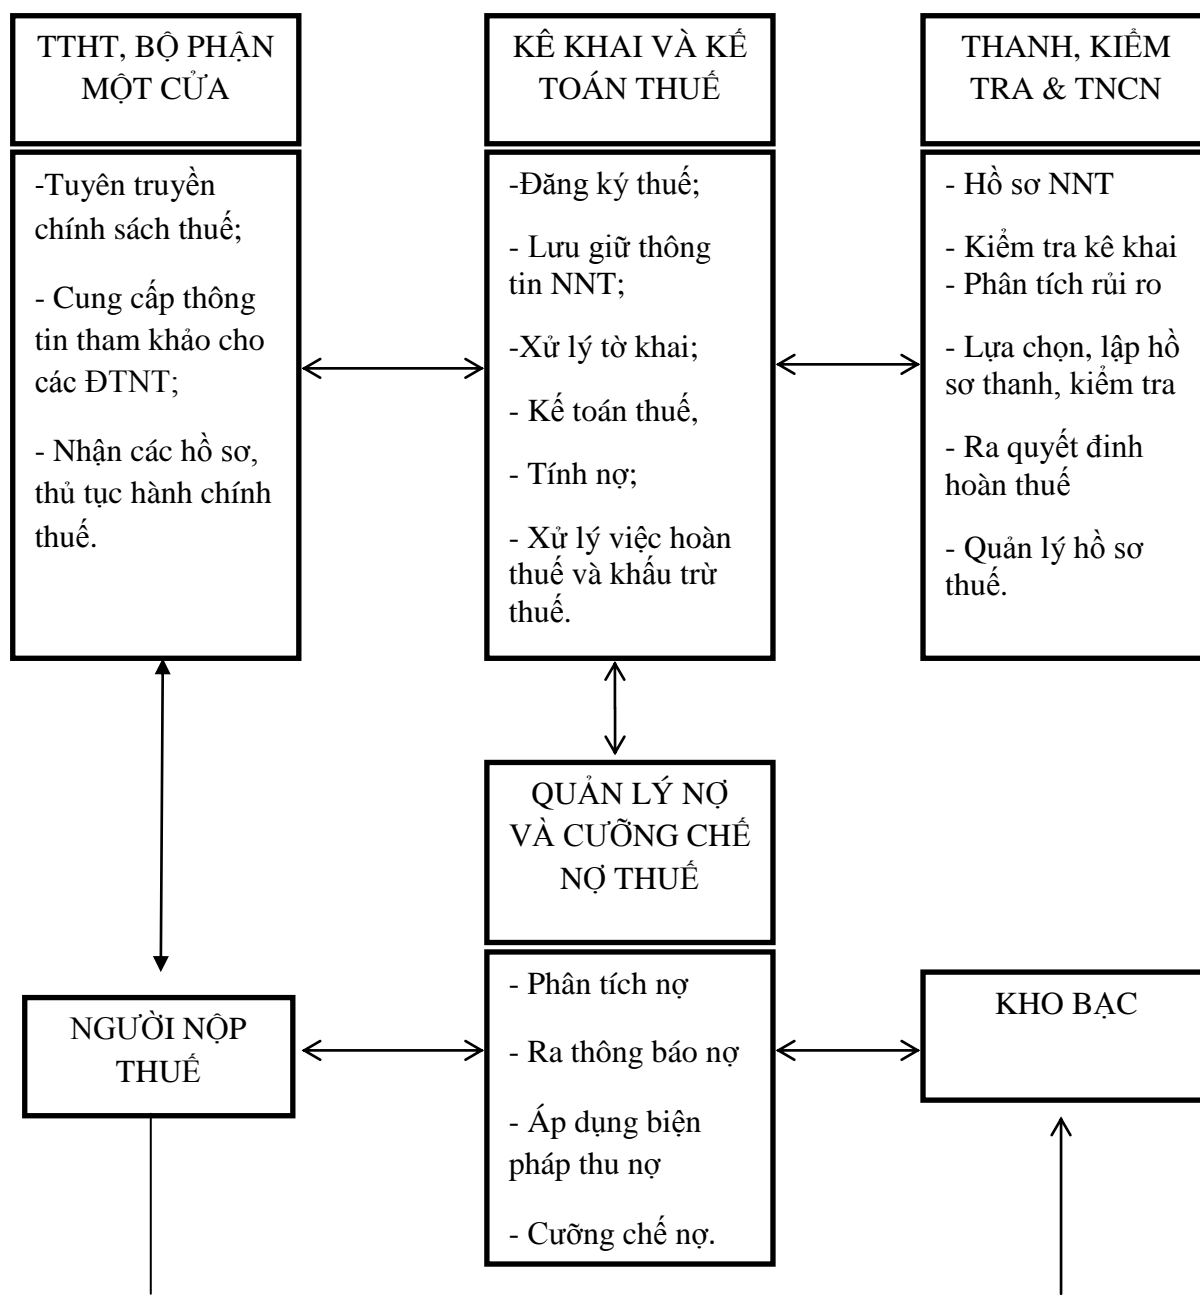 TTHT, BỘ PHẬN
MỘT CỬA
-Tuyên truyền
chính sách thuế;
- Cung cấp thông
tin tham khảo cho
các ĐTNT;
- Nhận các hồ sơ,
thủ tục hành chính
thuế.
KÊ KHAI VÀ KẾ
TOÁN THUẾ
-Đăng ký thuế;
- Lưu giữ thông
tin NNT;
-Xử lý tờ khai;
- Kế toán thuế,
- Tính nợ;
- Xử lý việc hoàn
thuế và khấu trừ
thuế.
THANH, KIỂM
TRA & TNCN
- Hồ sơ NNT
- Kiểm tra kê khai
- Phân tích rủi ro
- Lựa chọn, lập hồ
sơ thanh, kiểm tra
- Ra quyết đinh
hoàn thuế
- Quản lý hồ sơ
thuế.
QUẢN LÝ NỢ
VÀ CƯỠNG CHẾ
NỢ THUẾ
- Phân tích nợ
- Ra thông báo nợ
- Áp dụng biện
pháp thu nợ
- Cưỡng chế nợ.
NGƯỜI NỘP
THUẾ
KHO BẠC